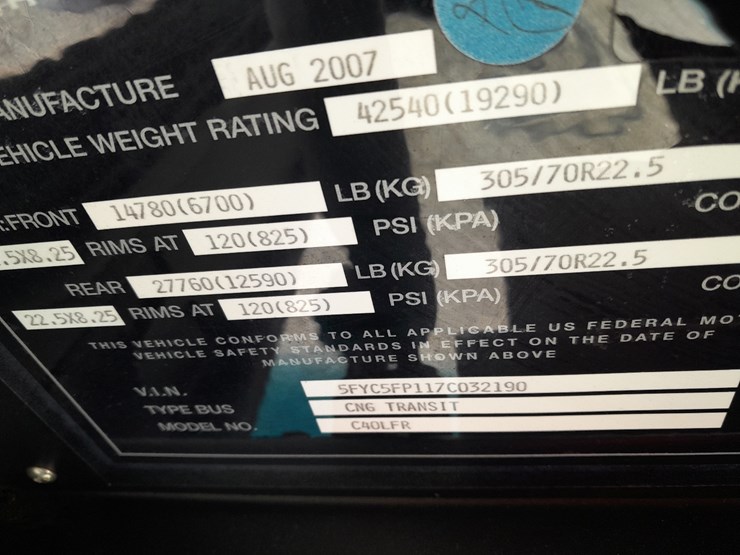 ANUFACTURE AUG 2007
EHICLE WEIGHT RATING 42540(19290) LB (
FRONT 14780(6700) LB(KG) 305/70R22.5
.5X8.25 RIMS AT 120(825) PSI (KPA) CO
REAR 27760(12590) LB(KG) 305/70R22.5
22.5X8.25 RIMS AT 120(825) PSI (KPA) CO
THIS VEHICLE CONFORMS TO ALL APPLICABLE US FEDERAL MO
VEHICLE SAFETY STANDARDS IN EFFECT ON THE DATE OF
MANUFACTURE SHOWN ABOVE
V.I.N. 5FYC5FP117C032190
TYPE BUS CNG TRANSIT
MODEL NO. C40LFR